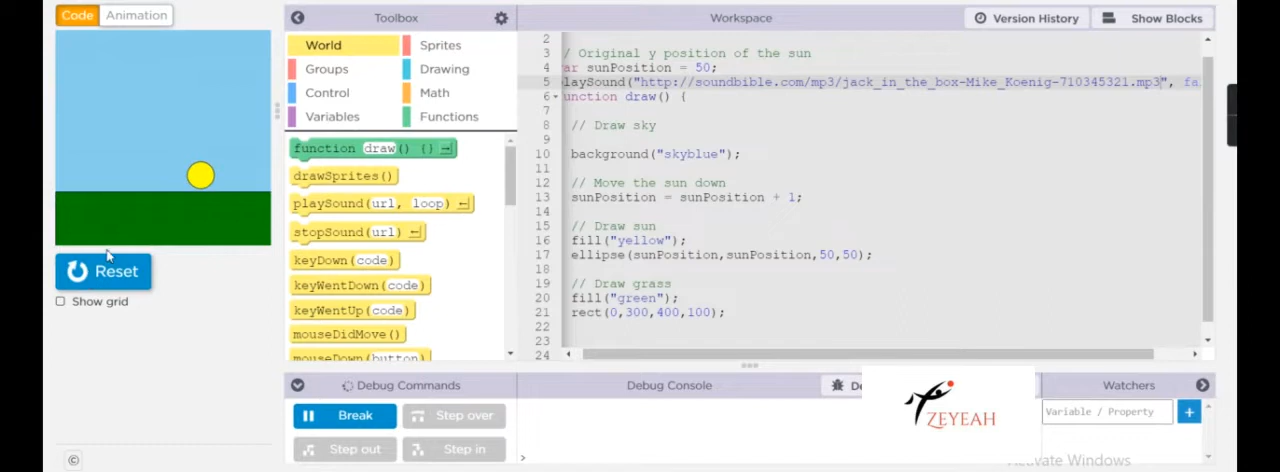 Code Animation
Toolbox
Workspace
Version History
Show Blocks
World
Sprites
Groups
Drawing
Control
Math
Variables
Functions
function draw() {}
drawSprites()
playSound(url, loop)
stopSound(url)
keyDown(code)
keyWentDown(code)
keyWentUp(code)
mouseDidMove()
mouseDown(button)
2
3 / Original y position of the sun
4 ar sunPosition = 50;
5 laySound("http://soundbible.com/mp3/jack_in_the_box-Mike_Koenig-710345321.mp3", fa
6 unction draw() {
7
8 // Draw sky
9
10 background("skyblue");
11
12 // Move the sun down
13 sunPosition = sunPosition + 1;
14
15 // Draw sun
16 fill("yellow");
17 ellipse(sunPosition,sunPosition,50,50);
18
19 // Draw grass
20 fill("green");
21 rect(0,300,400,100);
22
23
24
Reset
Show grid
Debug Commands
Debug Console
De
Watchers
Break
Step over
Step out
Step in
Variable / Property
+
>
ZEYEAH
Activate Windows
©